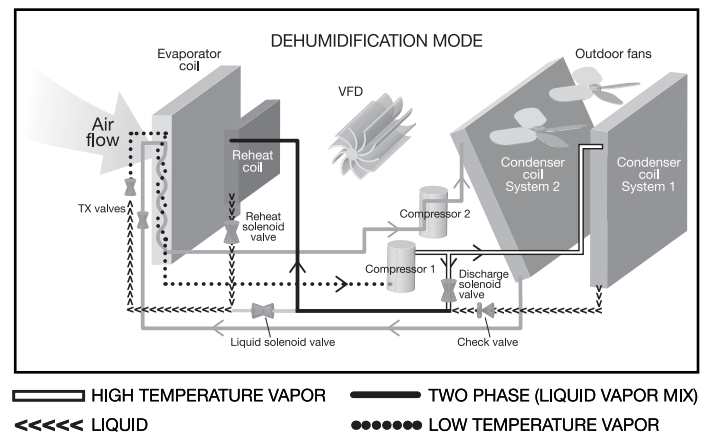 DEHUMIDIFICATION MODE
Evaporator
coil
Outdoor fans
VFD
Air
flow
Reheat
coil
Condenser
coil
System 2
Condenser
coil
System 1
TX valves
Reheat
solenoid
valve
Compressor 2
Compressor 1
Discharge
solenoid
valve
Liquid solenoid valve
Check valve
HIGH TEMPERATURE VAPOR
TWO PHASE (LIQUID VAPOR MIX)
LIQUID
LOW TEMPERATURE VAPOR